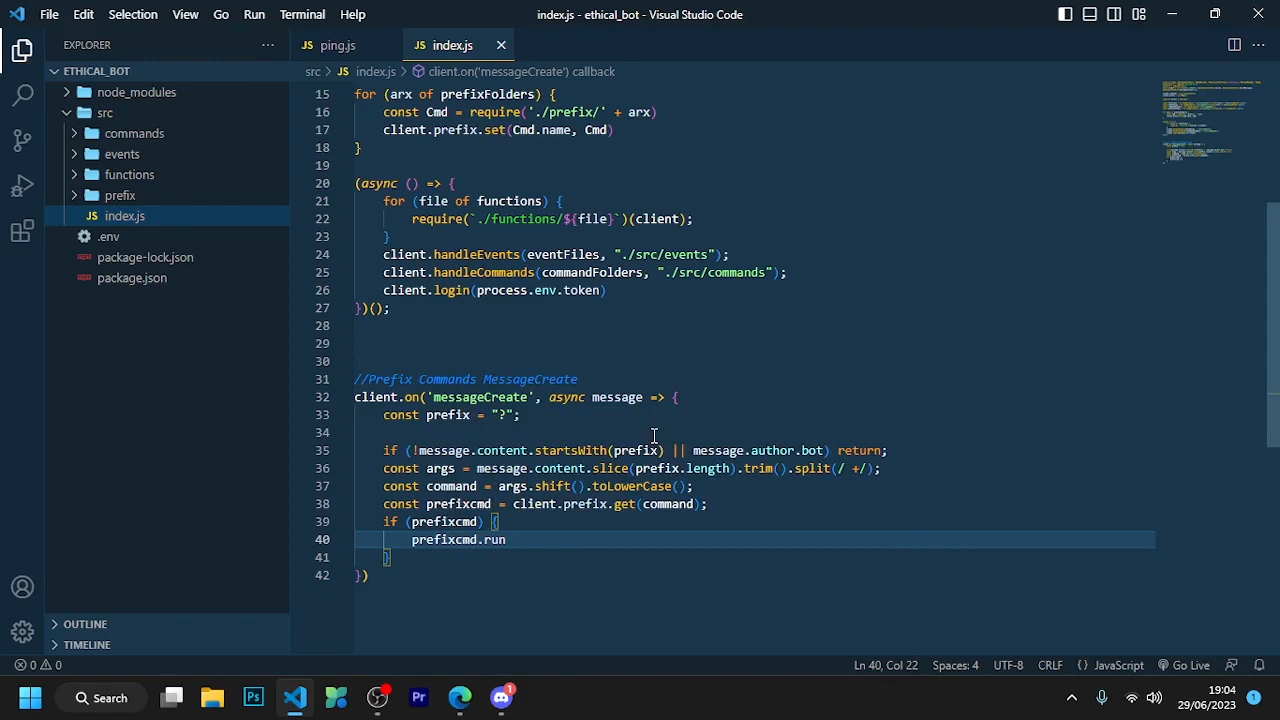 File Edit Selection View Go Run Terminal Help
index.js - ethical_bot - Visual Studio Code
EXPLORER
ETHICAL_BOT
node_modules
src
commands
events
functions
prefix
JS index.js
.env
package-lock.json
package.json
OUTLINE
TIMELINE
JS ping.js
JS index.js
src > JS index.js > client.on('messageCreate') callback
15 for (arx of prefixFolders) {
16 const Cmd = require('./prefix/' + arx)
17 client.prefix.set(Cmd.name, Cmd)
18 }
19
20 (async () => {
21 for (file of functions) {
22 require(`./functions/${file}`)(client);
23 }
24 client.handleEvents(eventFiles, "./src/events");
25 client.handleCommands(commandFolders, "./src/commands");
26 client.login(process.env.token)
27 })();
28
29
30
31 //Prefix Commands MessageCreate
32 client.on('messageCreate', async message => {
33 const prefix = "?";
34
35 if (!message.content.startsWith(prefix) || message.author.bot) return;
36 const args = message.content.slice(prefix.length).trim().split(/ +/);
37 const command = args.shift().toLowerCase();
38 const prefixcmd = client.prefix.get(command);
39 if (prefixcmd) {
40 prefixcmd.run
41 }
42 })
0 0
Ln 40, Col 22 Spaces: 4 UTF-8 CRLF {} JavaScript Go Live
Search
Ps
Pr
1
19:04
29/06/2023
1